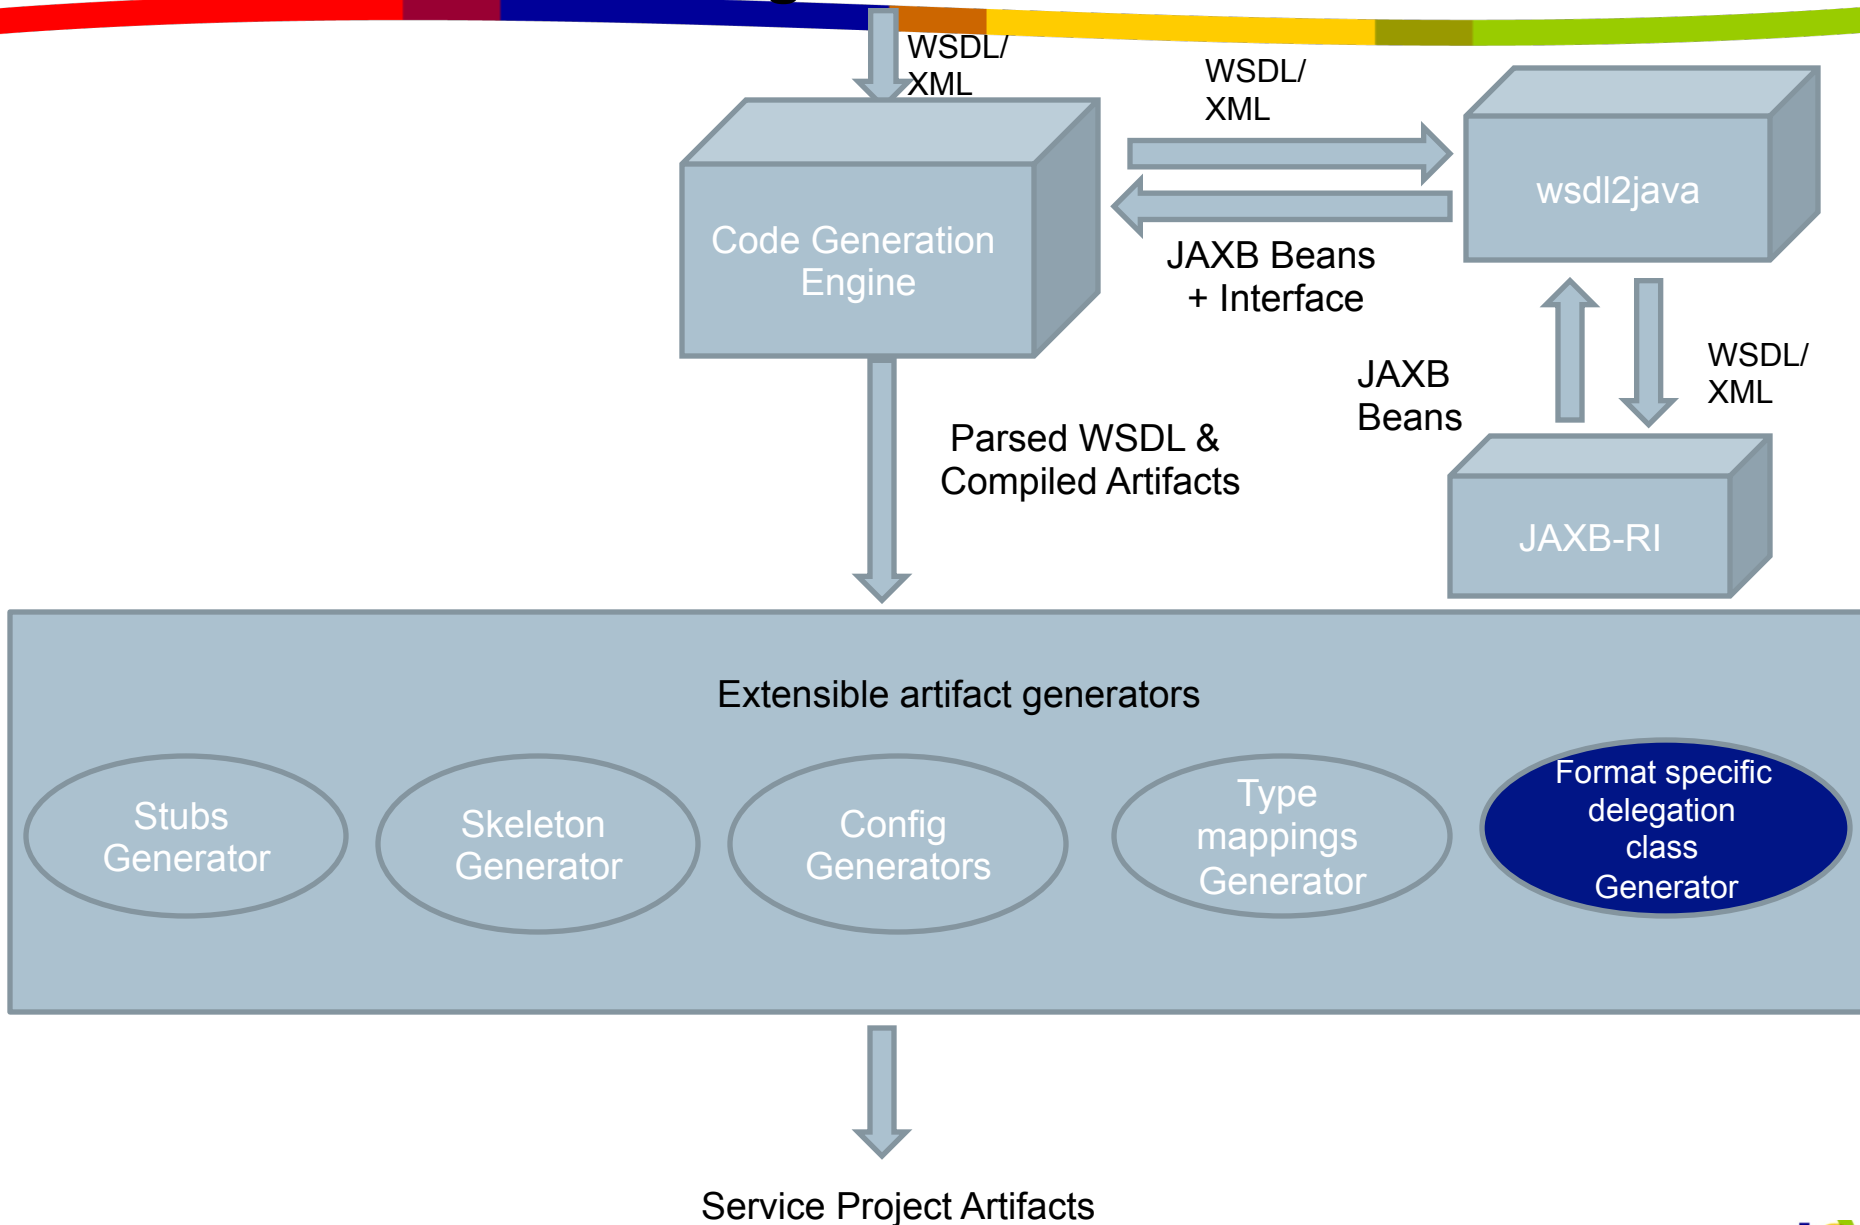 WSDL/
XML
WSDL/
XML
wsdl2java
Code Generation
Engine
JAXB Beans
+ Interface
WSDL/
XML
JAXB
Beans
Parsed WSDL &
Compiled Artifacts
JAXB-RI
Extensible artifact generators
Stubs
Generator
Skeleton
Generator
Config
Generators
Type
mappings
Generator
Format specific
delegation
class
Generator
Service Project Artifacts